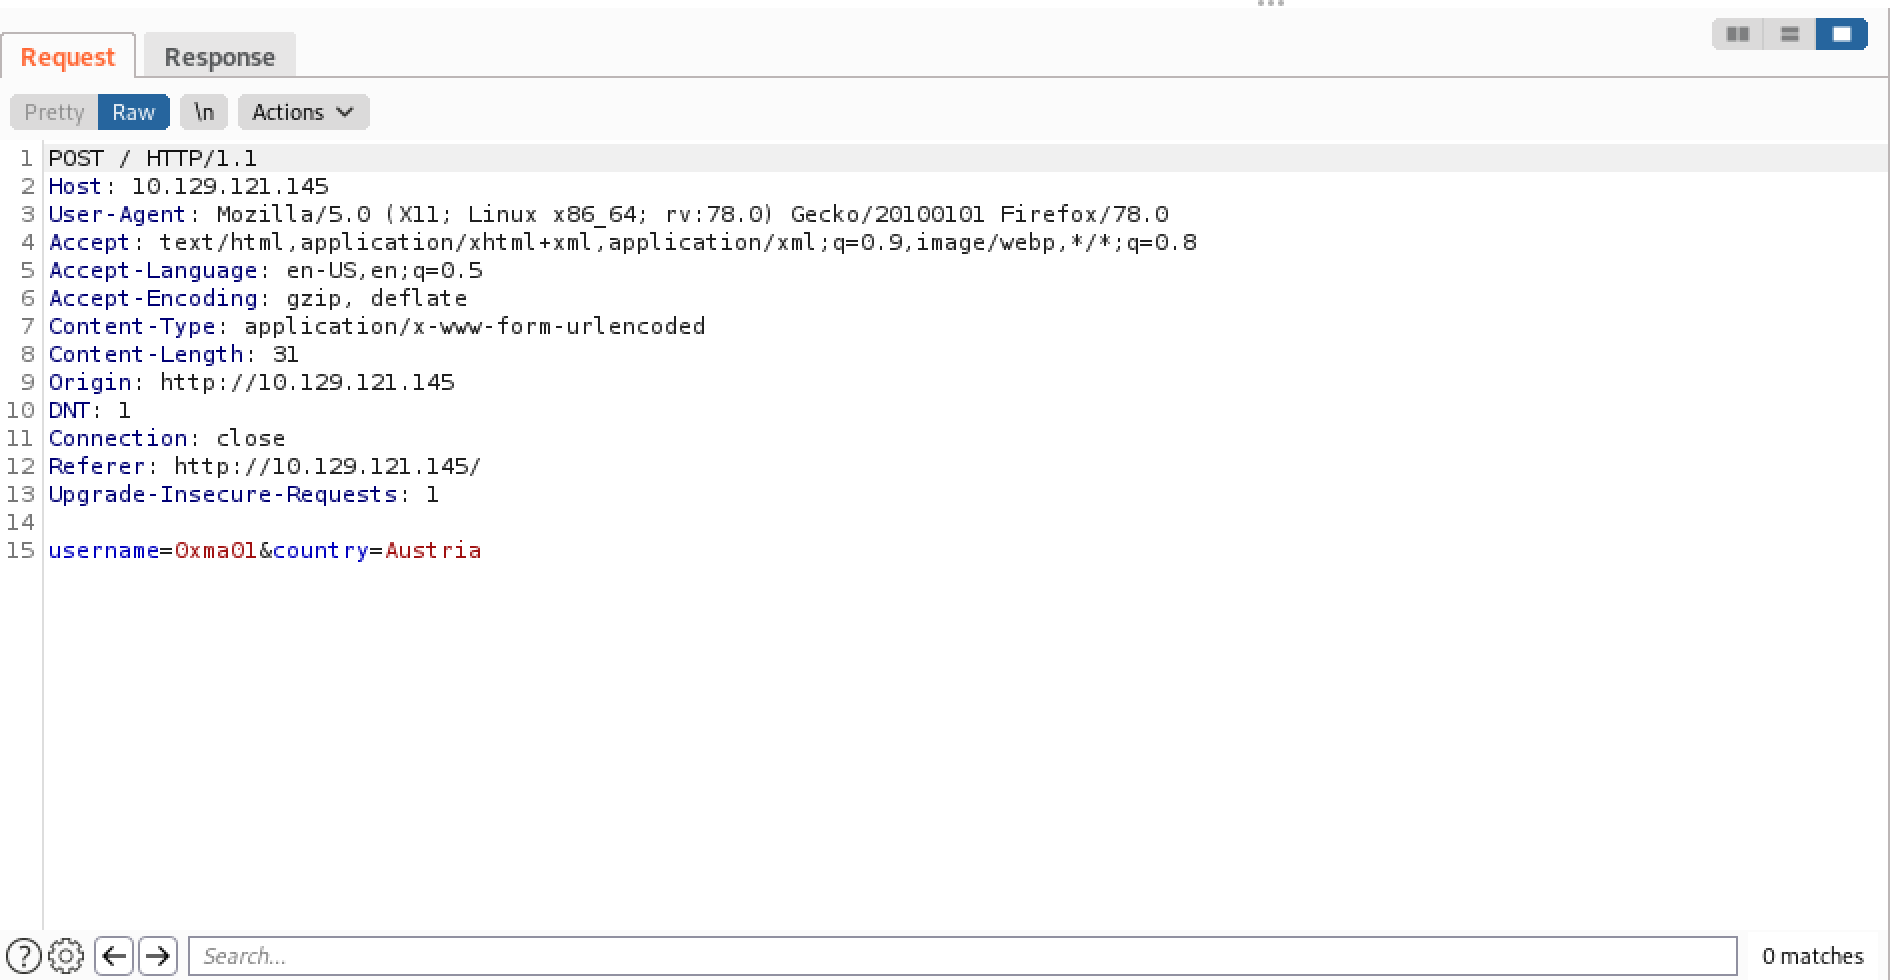 Request Response
Pretty Raw \n Actions
1 POST / HTTP/1.1
2 Host: 10.129.121.145
3 User-Agent: Mozilla/5.0 (X11; Linux x86_64; rv:78.0) Gecko/20100101 Firefox/78.0
4 Accept: text/html,application/xhtml+xml,application/xml;q=0.9,image/webp,*/*;q=0.8
5 Accept-Language: en-US,en;q=0.5
6 Accept-Encoding: gzip, deflate
7 Content-Type: application/x-www-form-urlencoded
8 Content-Length: 31
9 Origin: http://10.129.121.145
10 DNT: 1
11 Connection: close
12 Referer: http://10.129.121.145/
13 Upgrade-Insecure-Requests: 1
14
15 username=0xma01&country=Austria
? Search... 0 matches